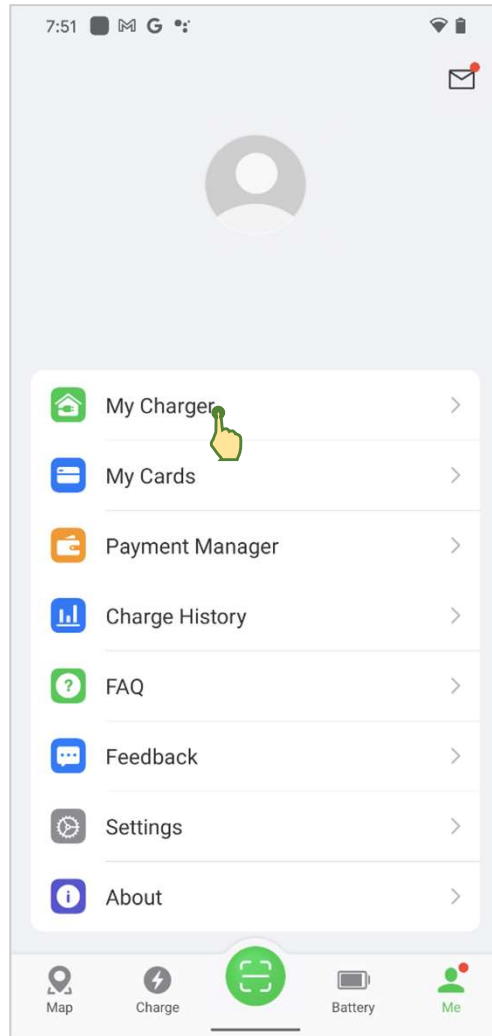 7:51
My Charger
My Cards
Payment Manager
Charge History
FAQ
Feedback
Settings
About
Map Charge Battery Me